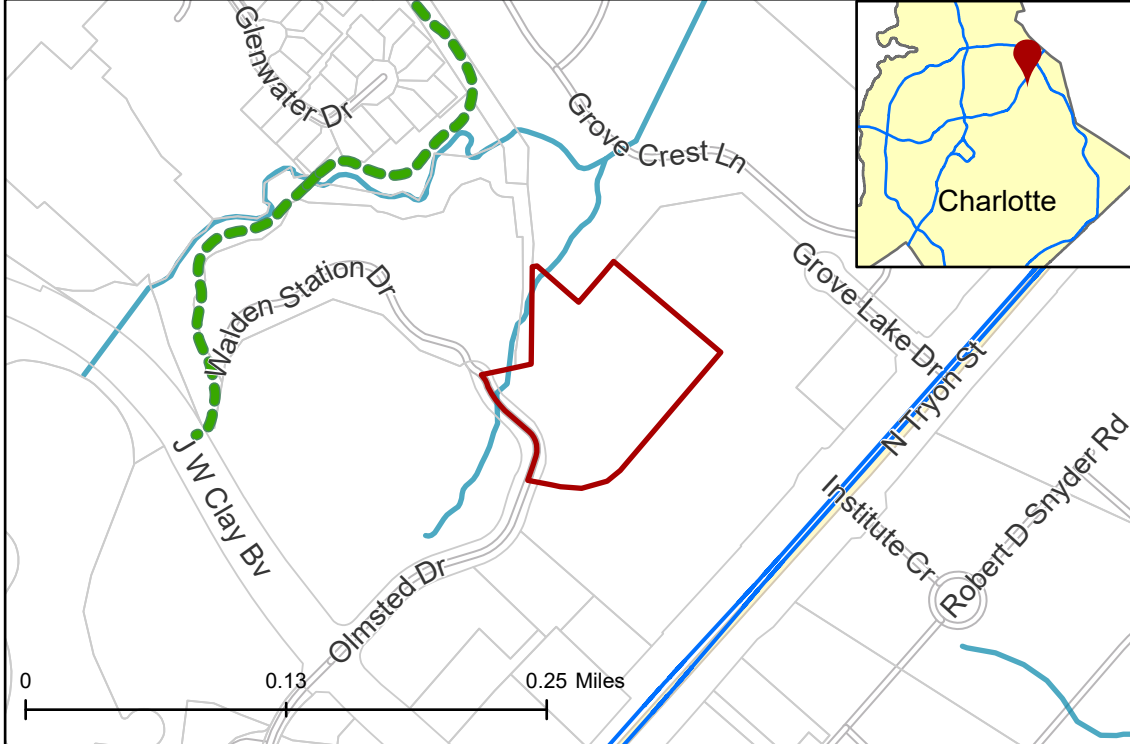 Glenwater Dr
Grove Crest Ln
Charlotte
Walden Station Dr
Grove Lake Dr
N Tryon St
J W Clay Bv
Institute Cr
Robert D Snyder Rd
Olmsted Dr
0 0.13 0.25 Miles